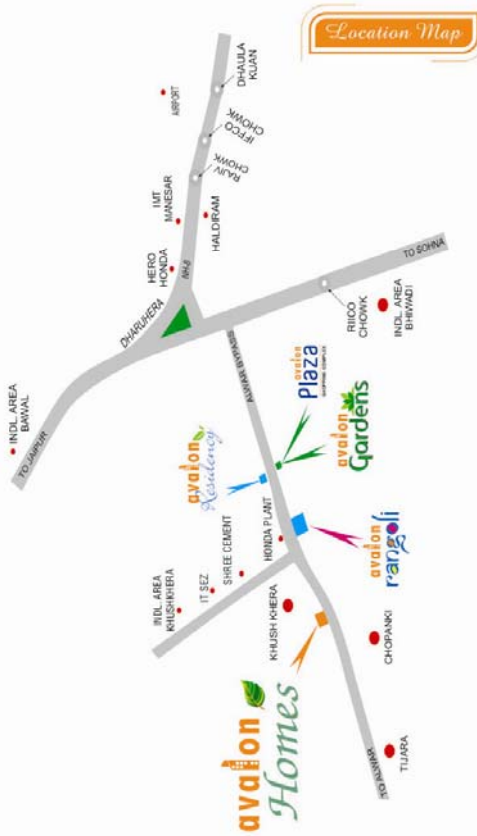 Location Map
AIRPORT
DHAULA
KUAN
IFFCO
CHOWK
RAJIV
CHOWK
IMT
MANESAR
HALDIRAM
HERO
HONDA
NH-8
DHARUHERA
INDL. AREA
BAWAL
TO JAIPUR
TO SOHNA
RIICO
CHOWK
INDL. AREA
BHIWADI
ALWAR BYPASS
avalon
Plaza
SHOPPING COMPLEX
avalon
Gardens
avalon
Residency
HONDA PLANT
avalon
rangoli
SHREE CEMENT
IT SEZ
INDL. AREA
KHUSHKHERA
KHUSH KHERA
CHOPANKI
avalon
Homes
TO ALWAR
TIJARA